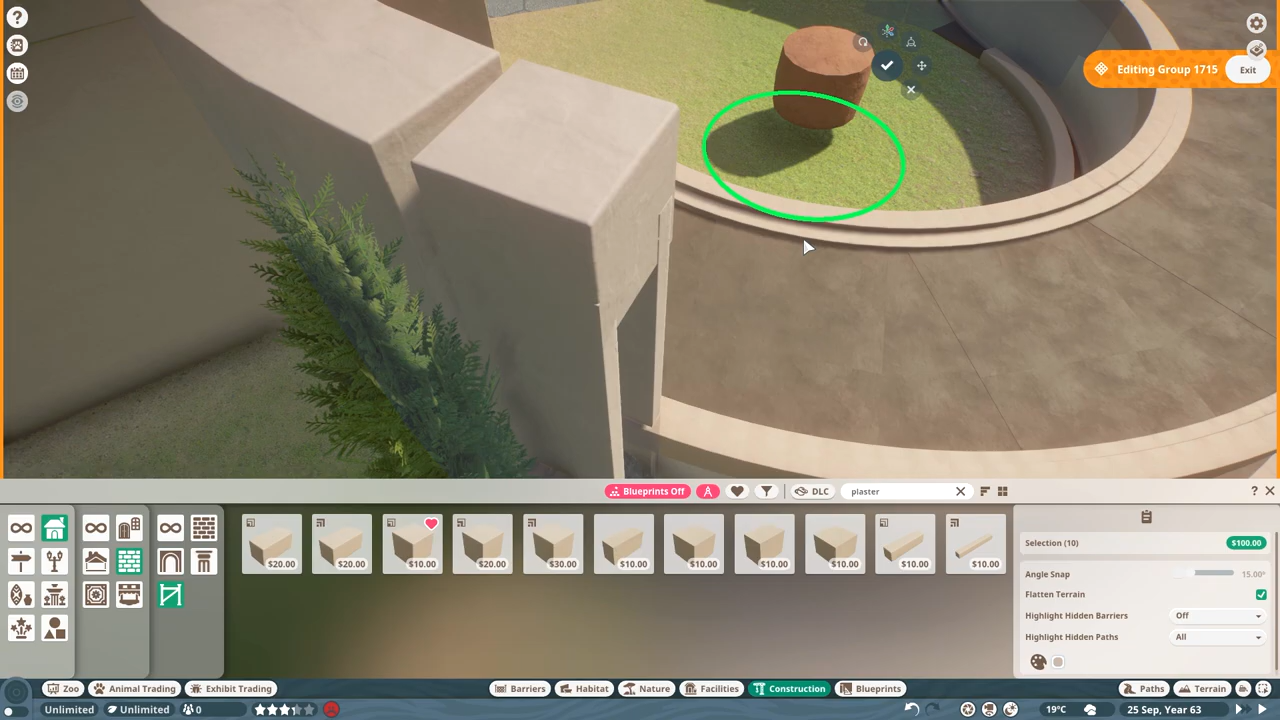 Editing Group 1715
Exit
Blueprints Off
DLC
plaster
$20.00
$20.00
$10.00
$20.00
$30.00
$10.00
$10.00
$10.00
$10.00
$10.00
$10.00
Selection (10)
$100.00
Angle Snap
15.00°
Flatten Terrain
Highlight Hidden Barriers
Off
Highlight Hidden Paths
All
Zoo
Animal Trading
Exhibit Trading
Barriers
Habitat
Nature
Facilities
Construction
Blueprints
Paths
Terrain
Unlimited
Unlimited
0
19°C
25 Sep, Year 63